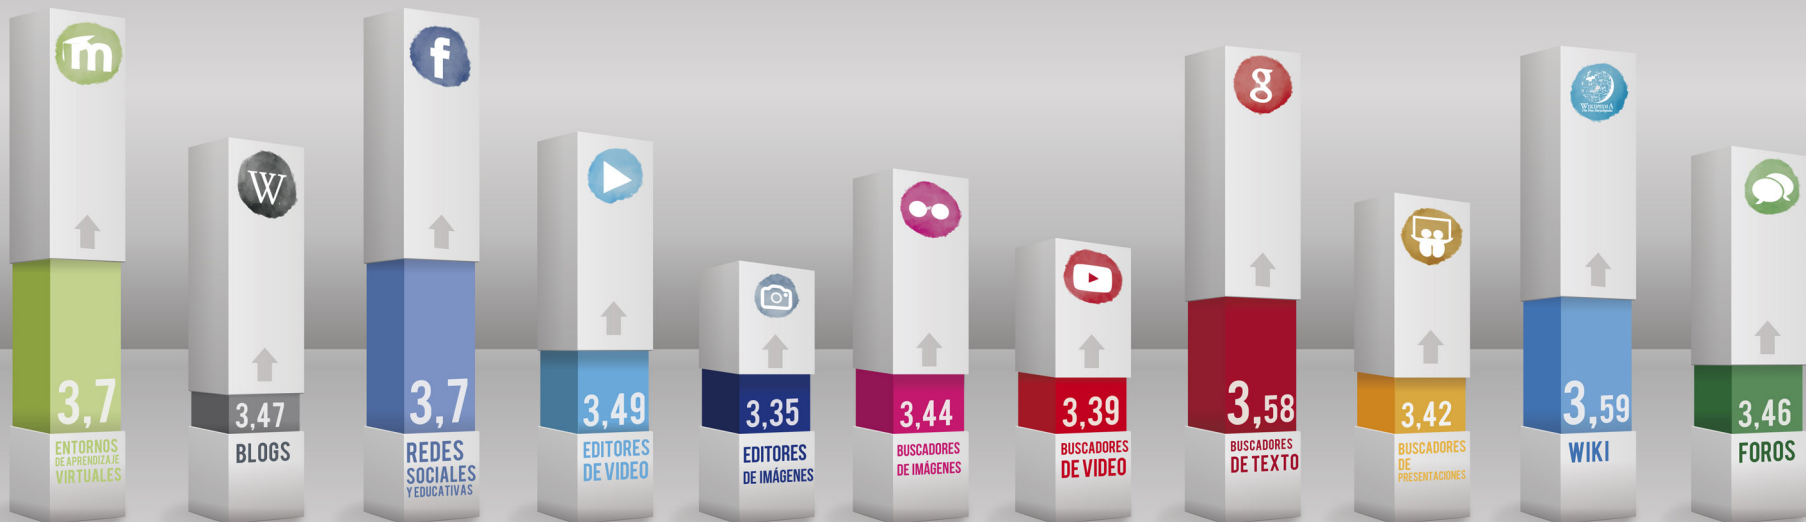 m
3,7
ENTORNOS
DE APRENDIZAJE
VIRTUALES
W
3,47
BLOGS
f
3,7
REDES
SOCIALES
Y EDUCATIVAS
3,49
EDITORES
DE VIDEO
3,35
EDITORES
DE IMÁGENES
3,44
BUSCADORES
DE IMÁGENES
3,39
BUSCADORES
DE VIDEO
g
3,58
BUSCADORES
DE TEXTO
3,42
BUSCADORES
DE
PRESENTACIONES
WIKIPEDIA
3,59
WIKI
3,46
FOROS